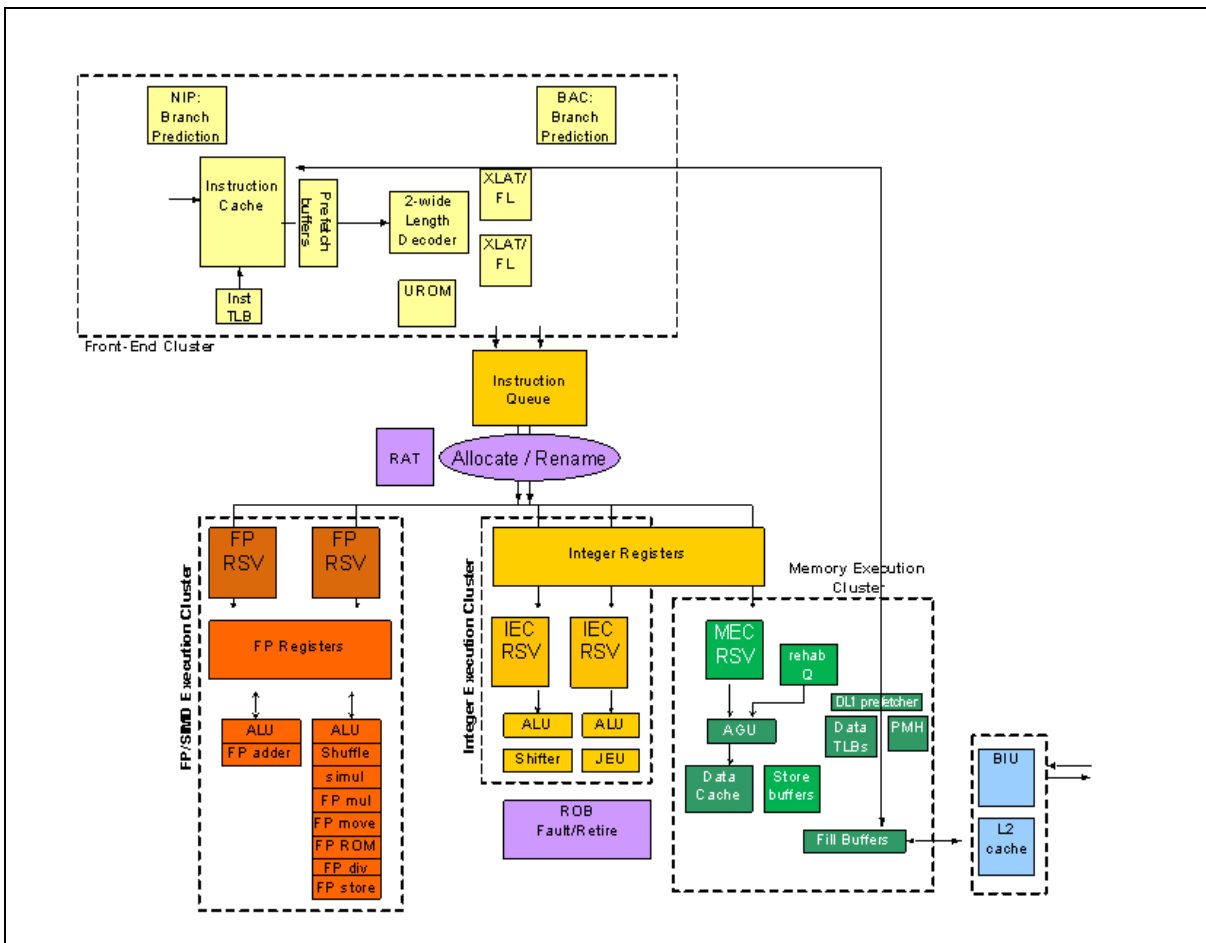 NIP:
Branch
Prediction
BAC:
Branch
Prediction
Instruction
Cache
Prefetch
buffers
2-wide
Length
Decoder
XLAT/
FL
XLAT/
FL
Inst
TLB
UROM
Front-End Cluster
Instruction
Queue
RAT
Allocate / Rename
FP/SIMD Execution Cluster
FP
RSV
FP
RSV
FP Registers
ALU
FP adder
ALU
Shuffle
simul
FP mul
FP move
FP ROM
FP div
FP store
Integer Execution Cluster
Integer Registers
IEC
RSV
IEC
RSV
ALU
Shifter
ALU
JEU
ROB
Fault/Retire
Memory Execution
Cluster
MEC
RSV
rehab
Q
DL1 prefetcher
AGU
Data
TLBs
PMH
Data
Cache
Store
buffers
Fill Buffers
BIU
L2
cache